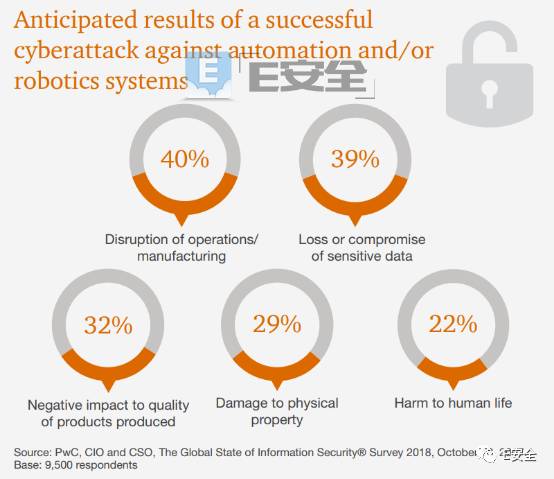 Anticipated results of a successful
cyberattack against automation and/or
robotics systems
E安全
40%
39%
Disruption of operations/
manufacturing
Loss or compromise
of sensitive data
32%
29%
22%
Negative impact to quality
of products produced
Damage to physical
property
Harm to human life
Source: PwC, CIO and CSO, The Global State of Information Security® Survey 2018, October
E安全
Base: 9,500 respondents